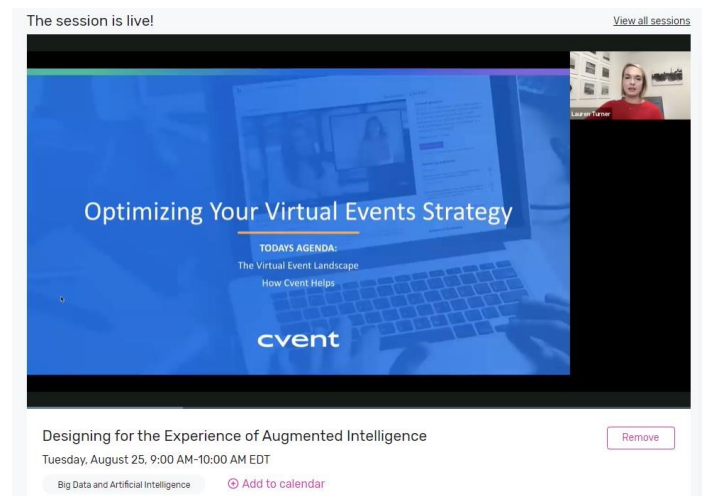 The session is live!
View all sessions
Lauren Turner
Optimizing Your Virtual Events Strategy
TODAYS AGENDA:
The Virtual Event Landscape
How Cvent Helps
cvent
Designing for the Experience of Augmented Intelligence
Remove
Tuesday, August 25, 9:00 AM-10:00 AM EDT
Big Data and Artificial Intelligence
Add to calendar